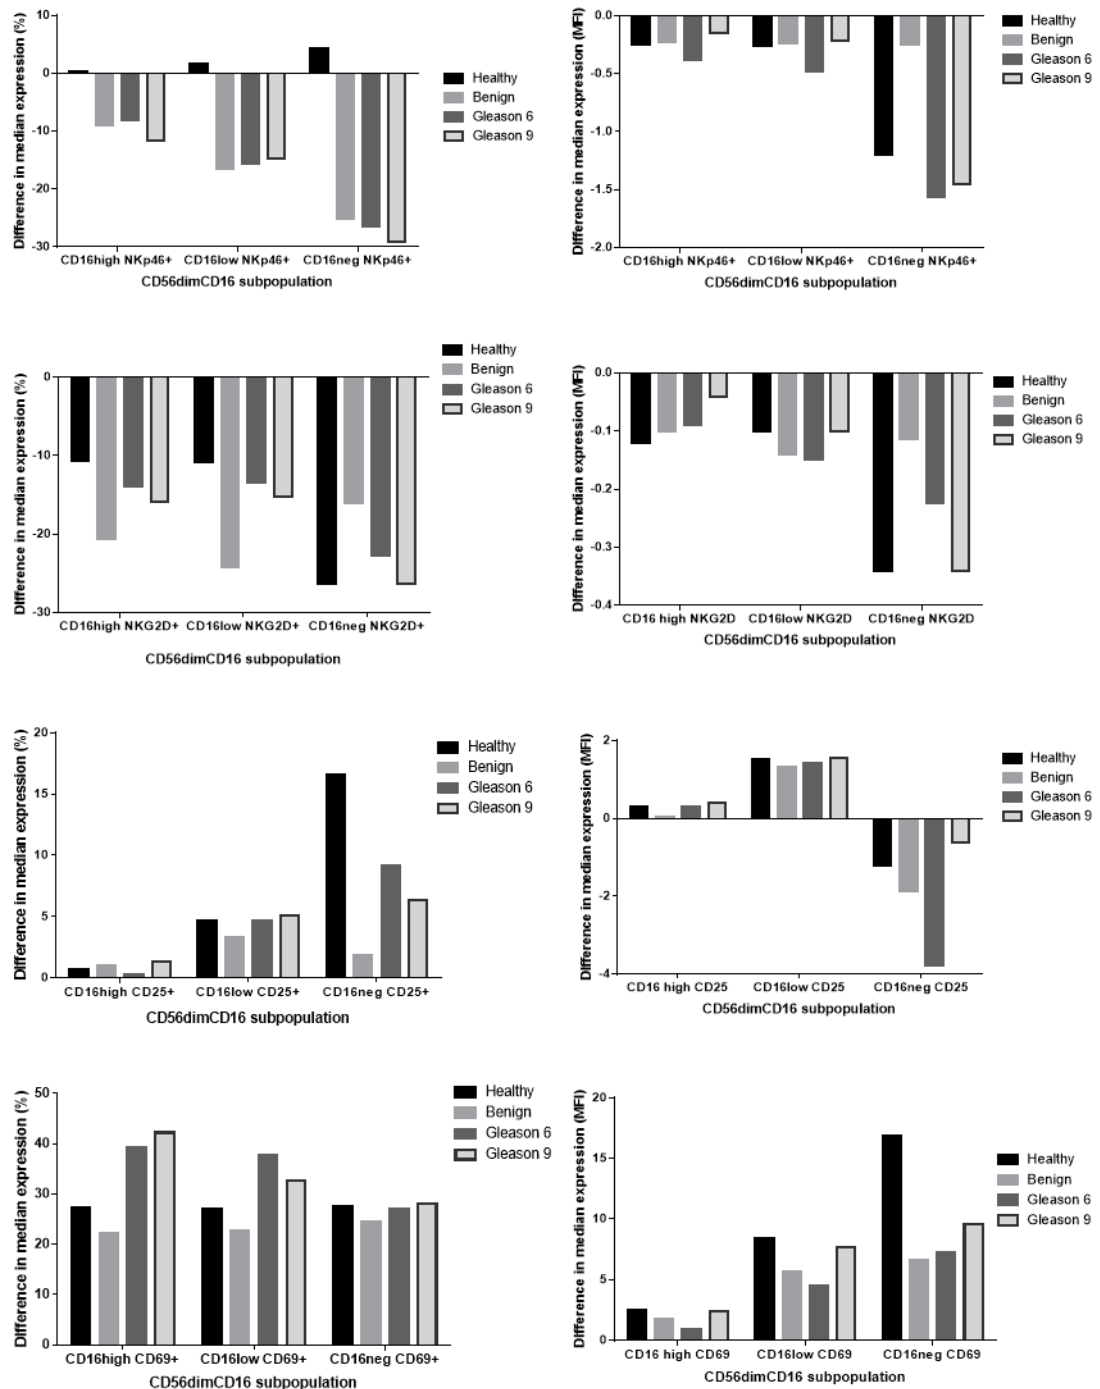 Difference in median expression (%)
10
0
-10
-20
-30
CD16high NKp46+ CD16low NKp46+ CD16neg NKp46+
CD56dimCD16 subpopulation
Healthy
Benign
Gleason 6
Gleason 9
Difference in median expression (MFI)
0.0
-0.5
-1.0
-1.5
-2.0
CD16high NKp46+ CD16low NKp46+ CD16neg NKp46+
CD56dimCD16 subpopulation
Healthy
Benign
Gleason 6
Gleason 9
Difference in median expression (%)
0
-10
-20
-30
CD16high NKG2D+ CD16low NKG2D+ CD16neg NKG2D+
CD56dimCD16 subpopulation
Healthy
Benign
Gleason 6
Gleason 9
Difference in median expression (MFI)
0.0
-0.1
-0.2
-0.3
-0.4
CD16 high NKG2D CD16low NKG2D CD16neg NKG2D
CD56dimCD16 subpopulation
Healthy
Benign
Gleason 6
Gleason 9
Difference in median expression (%)
20
15
10
5
0
CD16high CD25+ CD16low CD25+ CD16neg CD25+
CD56dimCD16 subpopulation
Healthy
Benign
Gleason 6
Gleason 9
Difference in median expression (MFI)
2
0
-2
-4
CD16 high CD25 CD16low CD25 CD16neg CD25
CD56dimCD16 subpopulation
Healthy
Benign
Gleason 6
Gleason 9
Difference in median expression (%)
50
40
30
20
10
0
CD16high CD69+ CD16low CD69+ CD16neg CD69+
CD56dimCD16 subpopulation
Healthy
Benign
Gleason 6
Gleason 9
Difference in median expression (MFI)
20
15
10
5
0
CD16 high CD69 CD16low CD69 CD16neg CD69
CD56dimCD16 subpopulation
Healthy
Benign
Gleason 6
Gleason 9